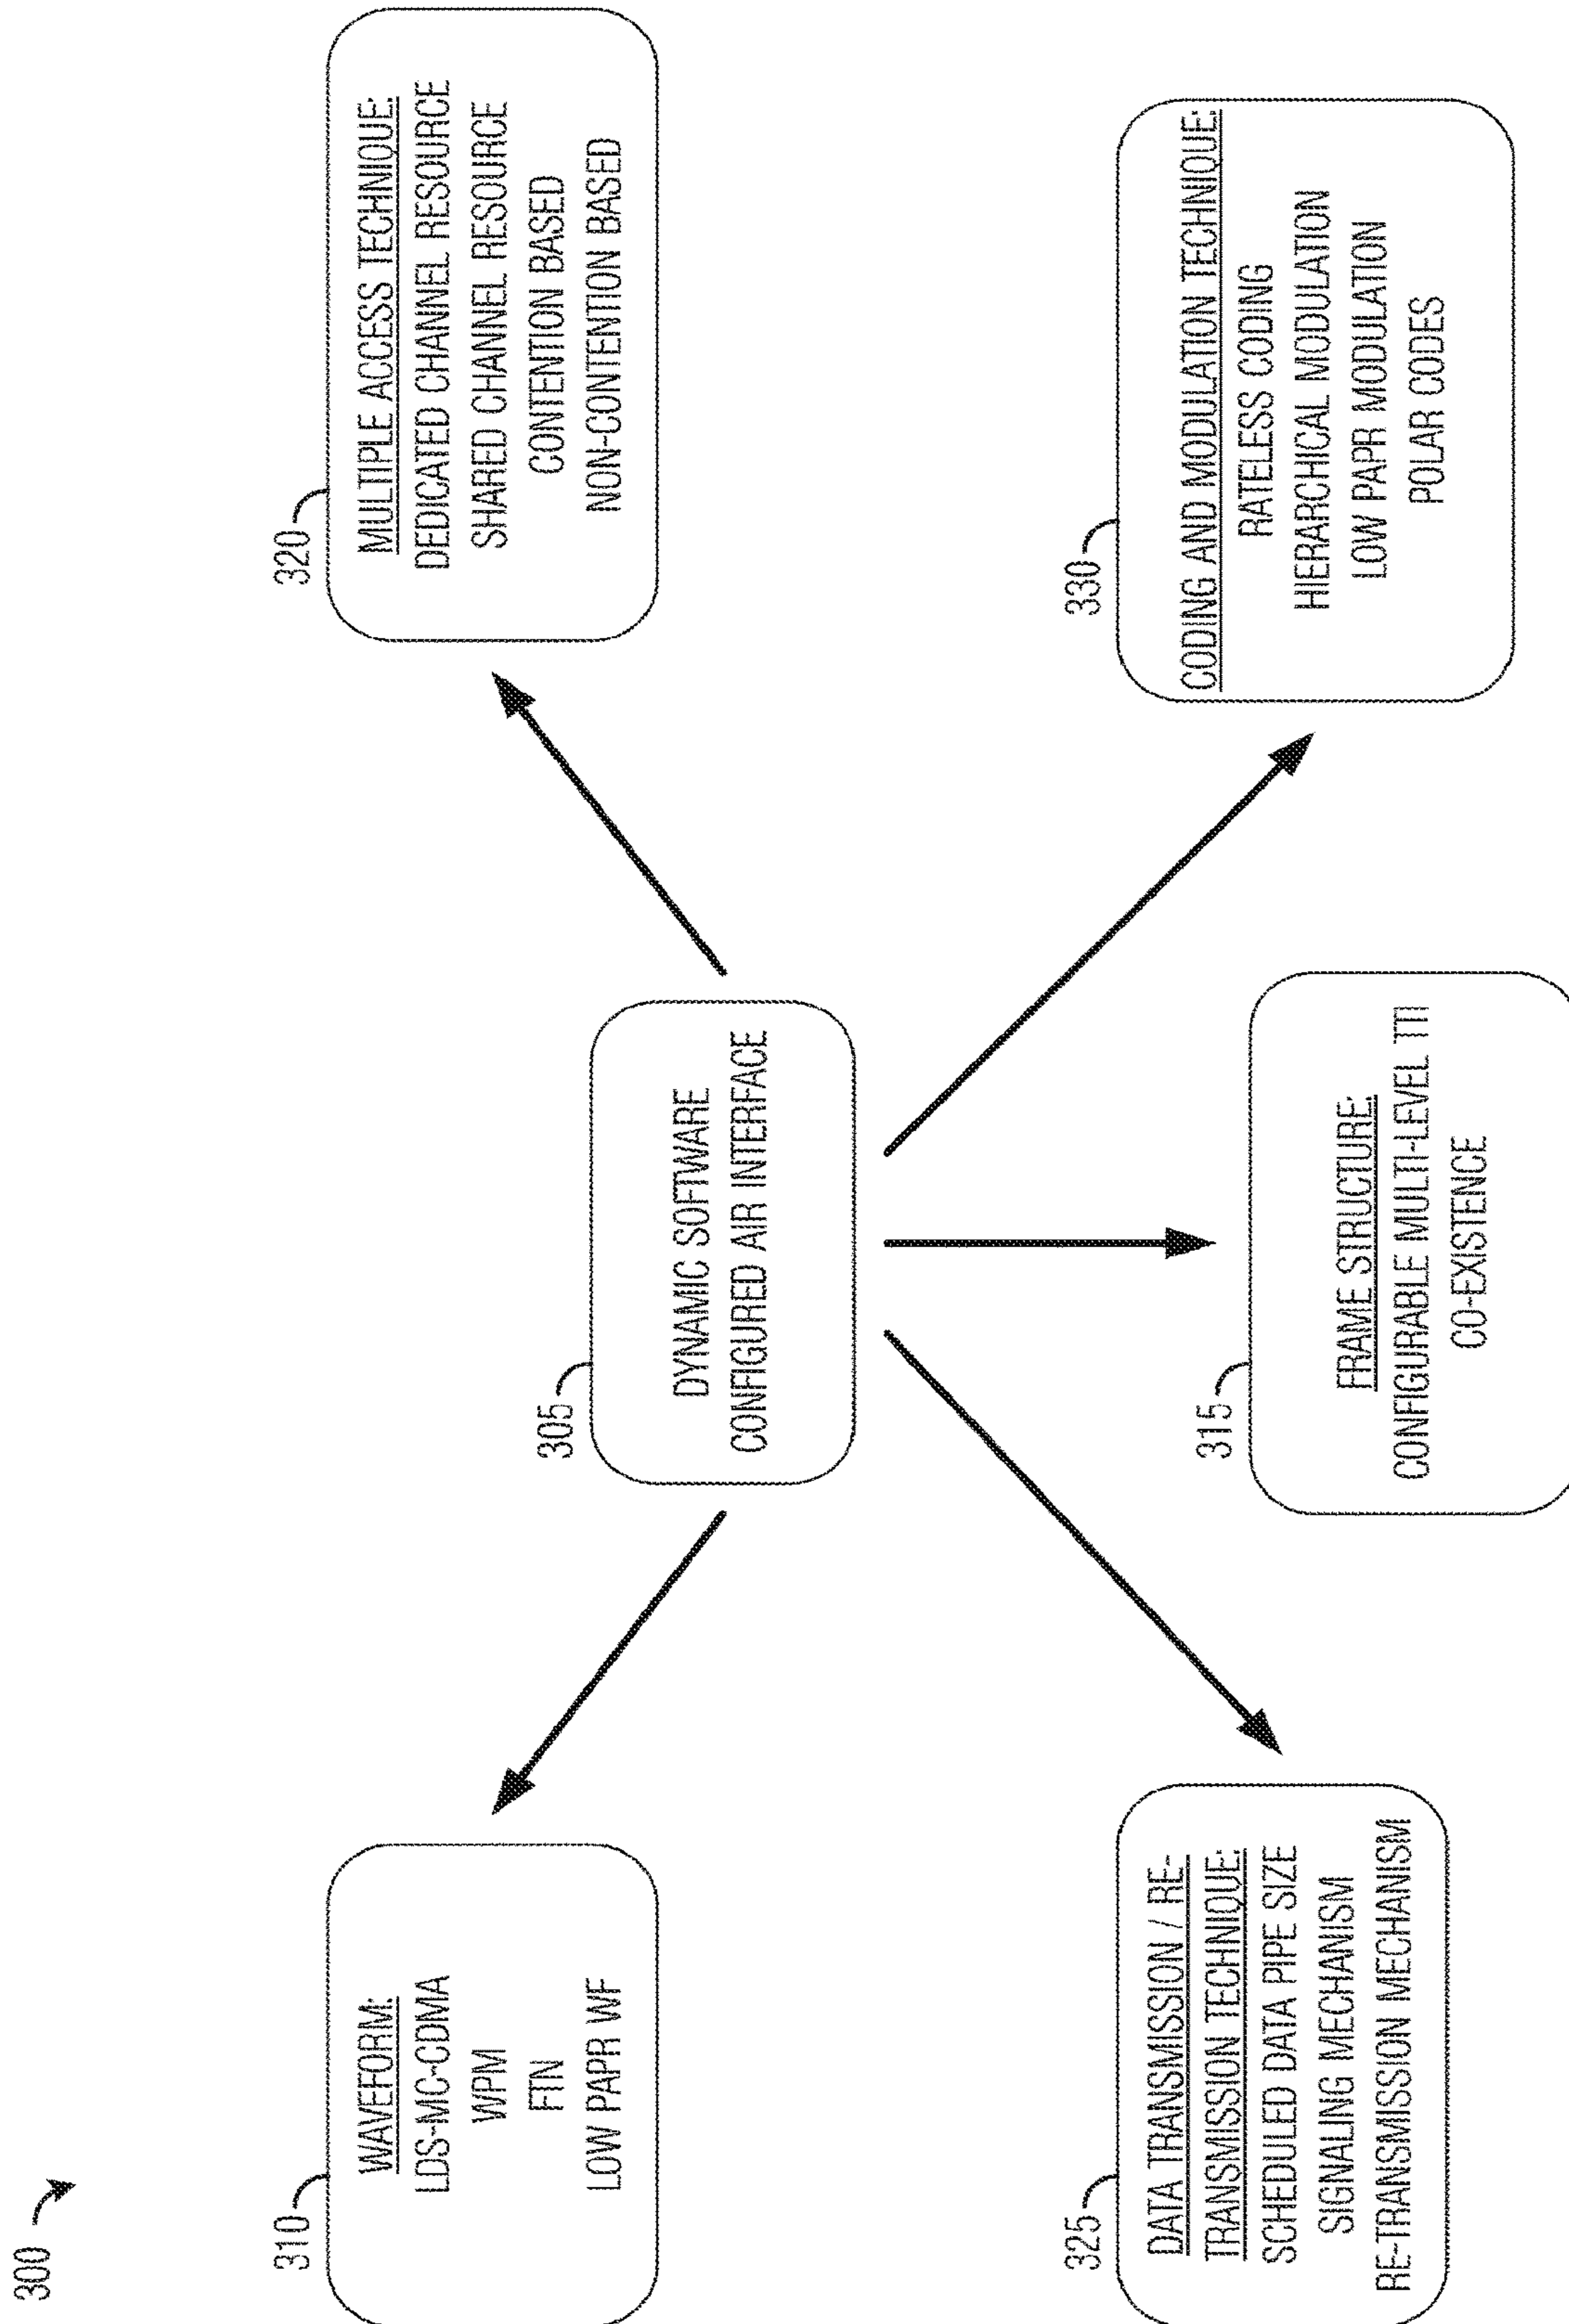 300
310
WAVEFORM:
LDS-MC-CDMA
WPM
FTN
LOW PAPR WF
320
MULTIPLE ACCESS TECHNIQUE:
DEDICATED CHANNEL RESOURCE
SHARED CHANNEL RESOURCE
CONTENTION BASED
NON-CONTENTION BASED
305
DYNAMIC SOFTWARE
CONFIGURED AIR INTERFACE
325
DATA TRANSMISSION / RE-
TRANSMISSION TECHNIQUE:
SCHEDULED DATA PIPE SIZE
SIGNALING MECHANISM
RE-TRANSMISSION MECHANISM
315
FRAME STRUCTURE:
CONFIGURABLE MULTI-LEVEL TTI
CO-EXISTENCE
330
CODING AND MODULATION TECHNIQUE:
RATELESS CODING
HIERARCHICAL MODULATION
LOW PAPR MODULATION
POLAR CODES